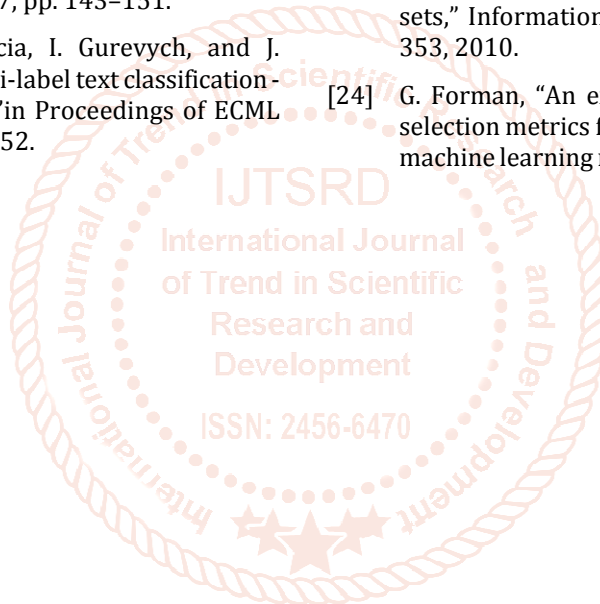 7, pp. 143–151.
cia, I. Gurevych, and J.
i-label text classification -
”in Proceedings of ECML
52.
sets,” Information
353, 2010.
[24] G. Forman, “An e
selection metrics f
machine learning
International Journal of Trend in Scientific Research and Development
IJTSRD
International Journal
of Trend in Scientific
Research and
Development
ISSN: 2456-6470